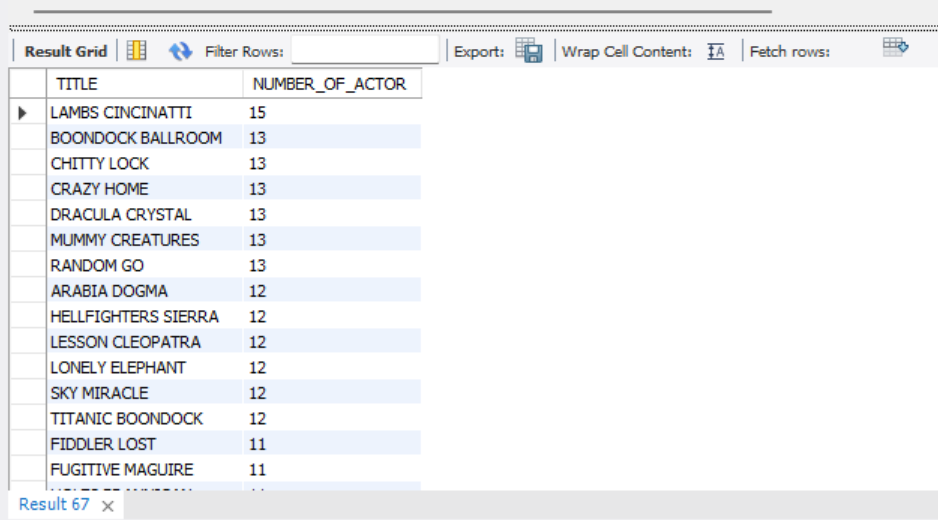 Result Grid Filter Rows: Export: Wrap Cell Content: IA Fetch rows:
TITLE NUMBER_OF_ACTOR
LAMBS CINCINATTI 15
BOONDOCK BALLROOM 13
CHITTY LOCK 13
CRAZY HOME 13
DRACULA CRYSTAL 13
MUMMY CREATURES 13
RANDOM GO 13
ARABIA DOGMA 12
HELLFIGHTERS SIERRA 12
LESSON CLEOPATRA 12
LONELY ELEPHANT 12
SKY MIRACLE 12
TITANIC BOONDOCK 12
FIDDLER LOST 11
FUGITIVE MAGUIRE 11
Result 67